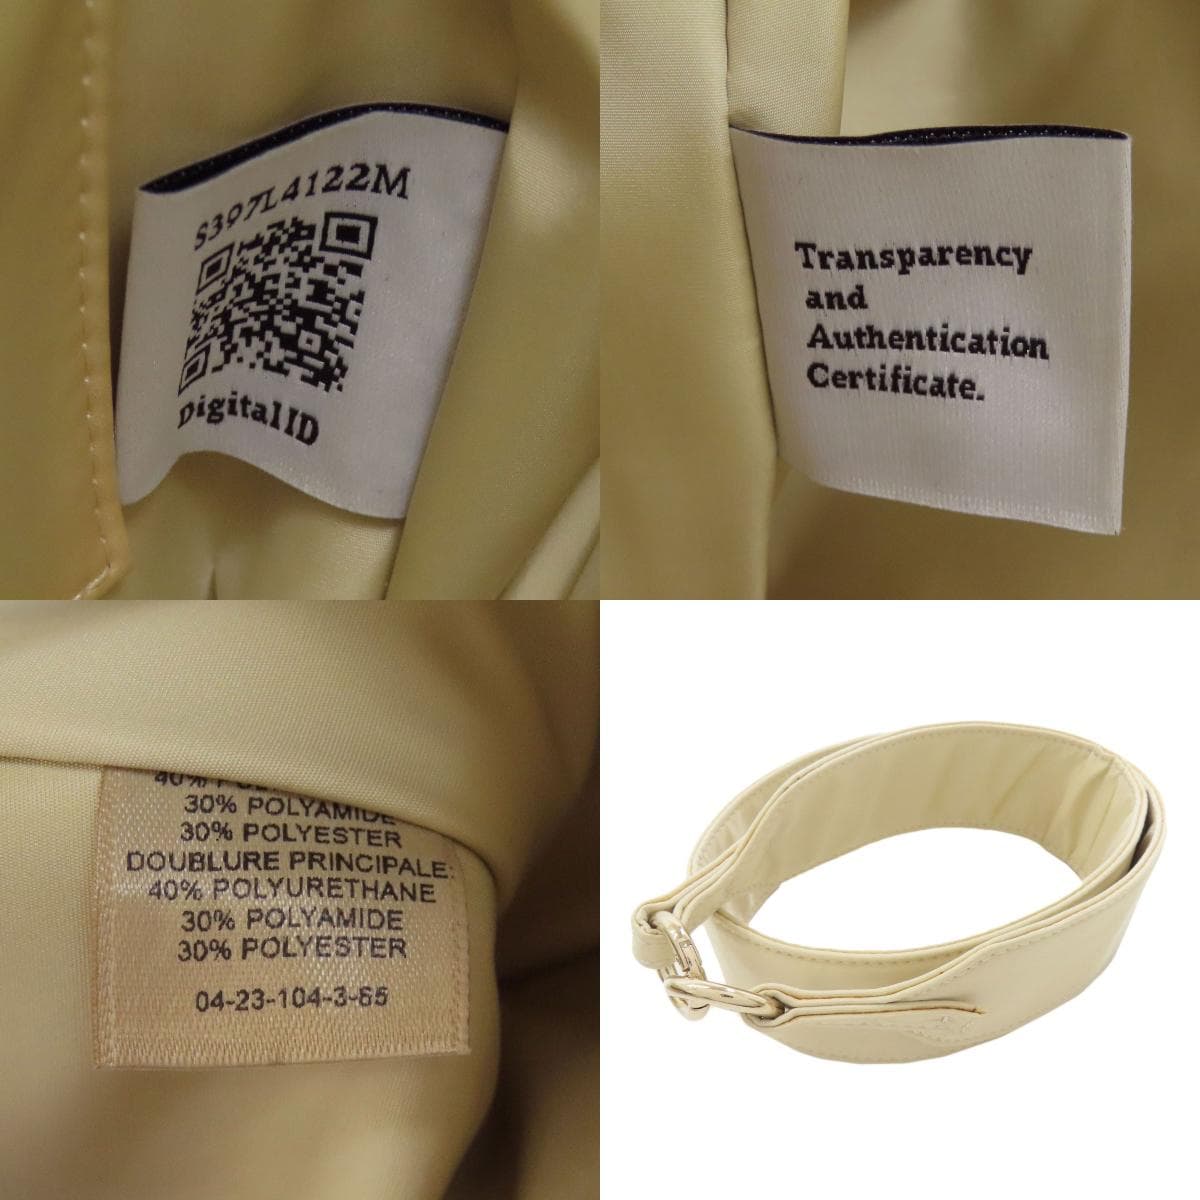 S397L4122M
DigitalID
Transparency
and
Authentication
Certificate.
40%
30% POLYAMIDE
30% POLYESTER
DOUBLURE PRINCIPALE:
40% POLYURETHANE
30% POLYAMIDE
30% POLYESTER
04-23-104-3-65